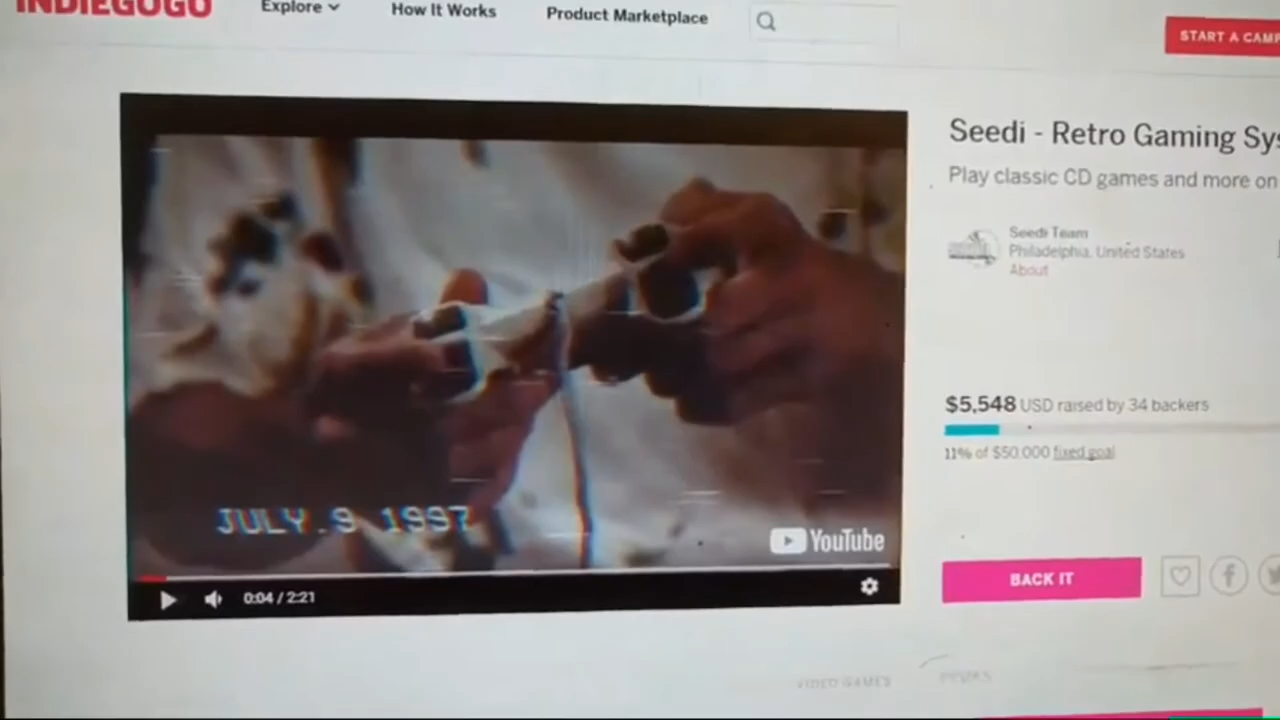 INDIEGOGO
Explore
How It Works
Product Marketplace
START A CAMP
Seedi - Retro Gaming Sys
Play classic CD games and more on
Seedi Team
Philadelphia, United States
About
$5,548 USD raised by 34 backers
11% of $50,000 fixed goal
JULY. 9 1997
YouTube
0:04 / 2:21
BACK IT
VIDEO GAMES